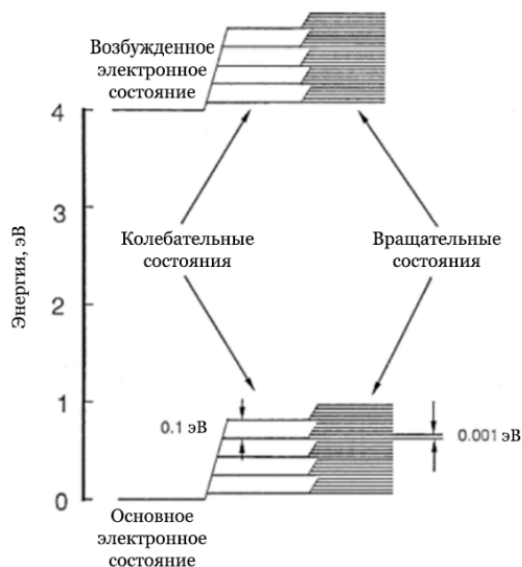 Возбужденное
электронное
состояние
4
3
Колебательные
состояния
Вращательные
состояния
Энергия, эВ
2
1
0.1 эВ
0.001 эВ
0
Основное
электронное
состояние